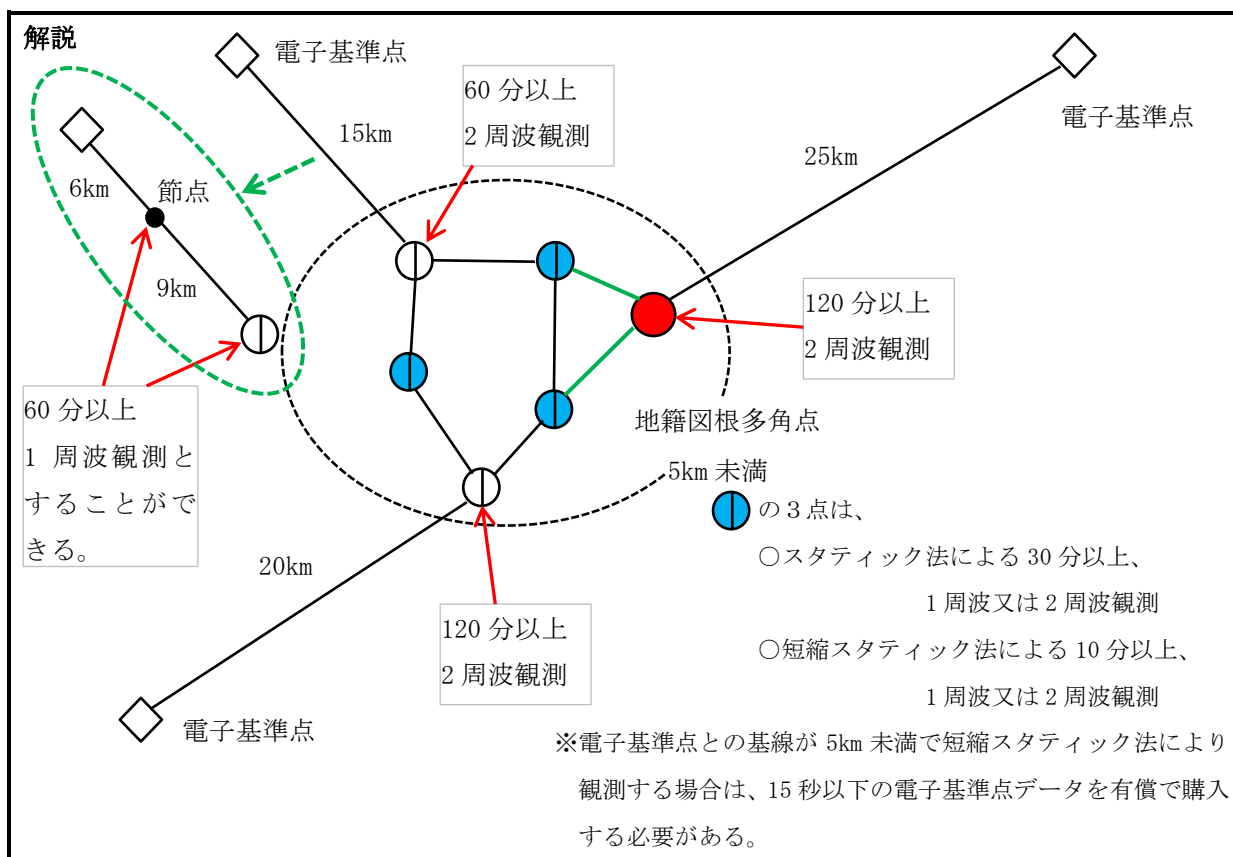 解説
電子基準点
60 分以上
2 周波観測
電子基準点
15km
25km
6km
節点
9km
120 分以上
2 周波観測
60 分以上
1 周波観測と
することがで
きる。
地籍図根多角点
5km 未満
の３点は、
〇スタティック法による 30 分以上、
1 周波又は 2 周波観測
〇短縮スタティック法による 10 分以上、
1 周波又は 2 周波観測
20km
120 分以上
2 周波観測
電子基準点
※電子基準点との基線が 5km 未満で短縮スタティック法により
観測する場合は、15 秒以下の電子基準点データを有償で購入
する必要がある。